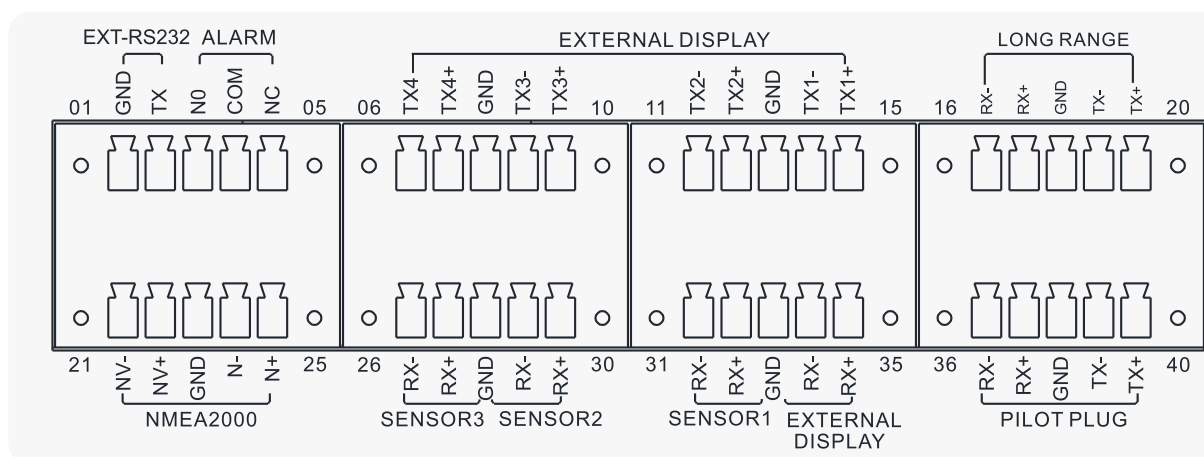 EXT-RS232 ALARM EXTERNAL DISPLAY LONG RANGE
01 GND TX N0 COM NC 05 06 TX4- TX4+ GND TX3- TX3+ 10 11 TX2- TX2+ GND TX1- TX1+ 15 16 RX- RX+ GND TX- TX+ 20
21 NV- NV+ GND N- N+ 25 26 RX- RX+ GND RX- RX+ 30 31 RX- RX+ GND RX- RX+ 35 36 RX- RX+ GND TX- TX+ 40
NMEA2000 SENSOR3 SENSOR2 SENSOR1 EXTERNAL PILOT PLUG
DISPLAY